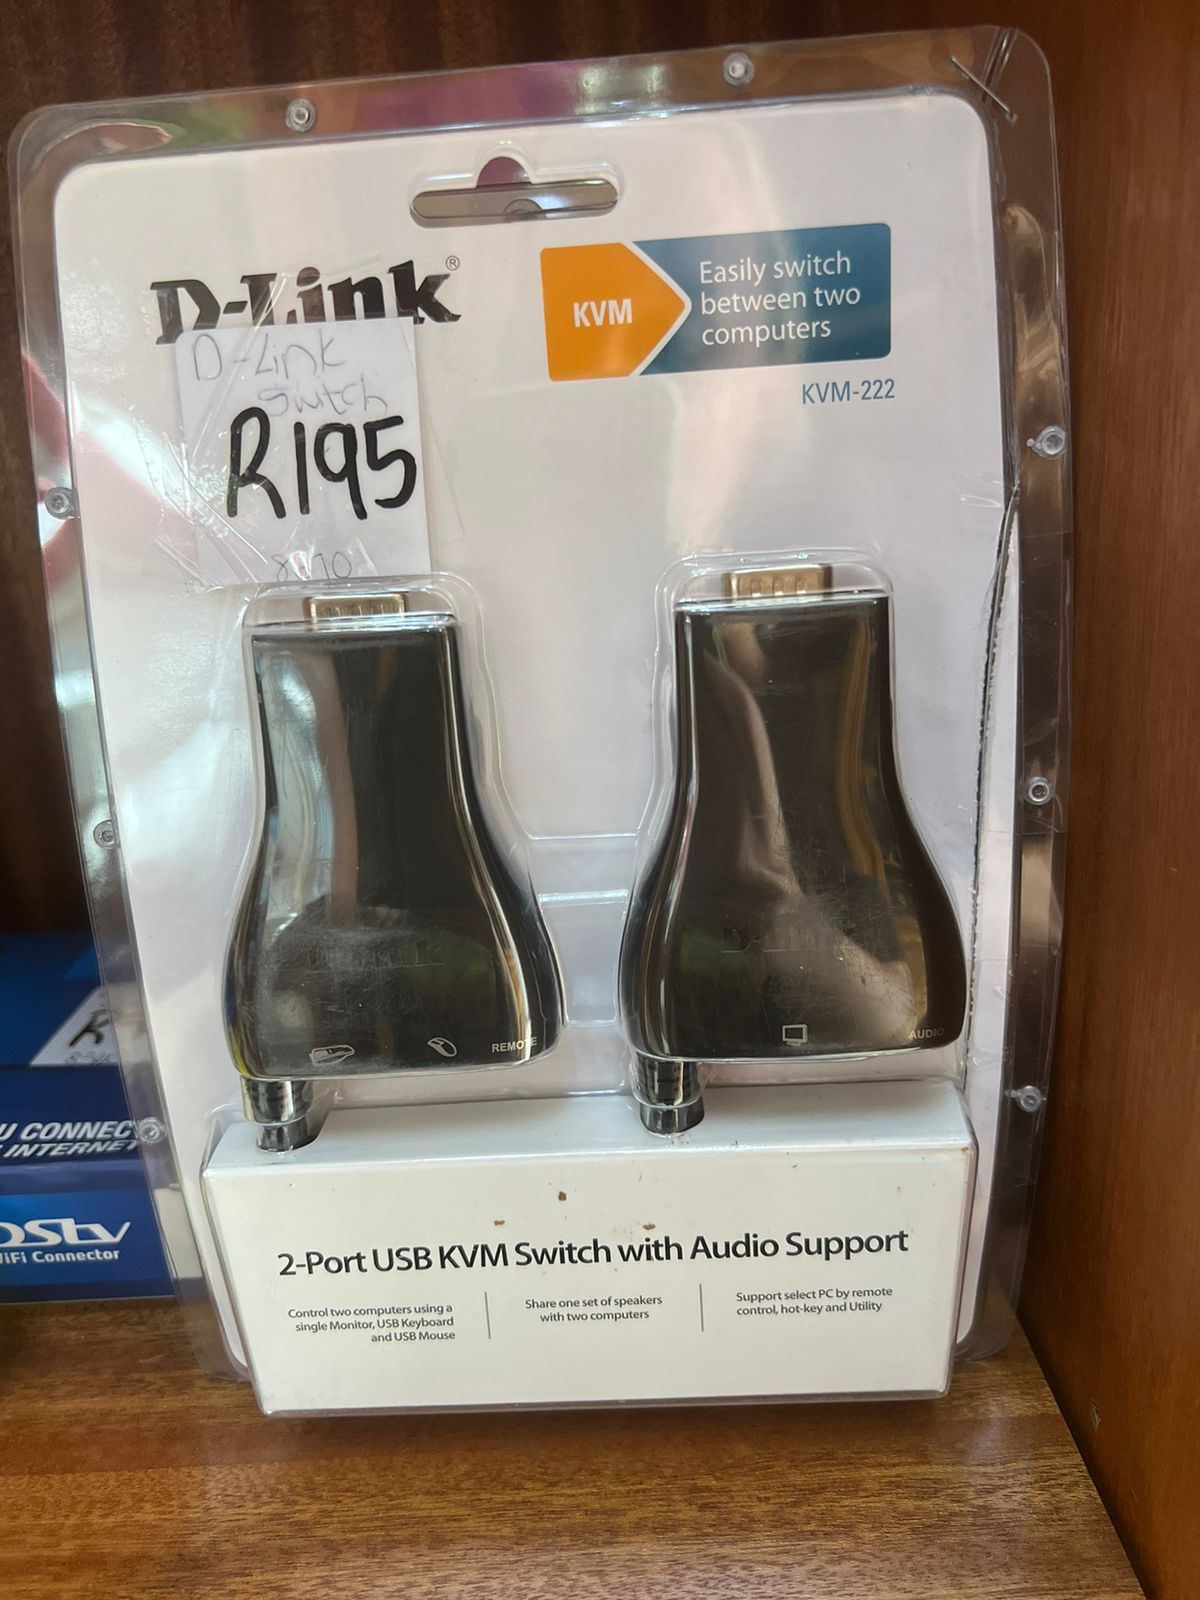 D-Link®
D-Link
Switch
R195
KVM
Easily switch
between two
computers
KVM-222
D-Link
REMOTE
D-Link
AUDIO
2-Port USB KVM Switch with Audio Support
Control two computers using a
single Monitor, USB Keyboard
and USB Mouse
Share one set of speakers
with two computers
Support select PC by remote
control, hot-key and Utility
U CONNEC
INTERNET
DStv
WiFi Connector